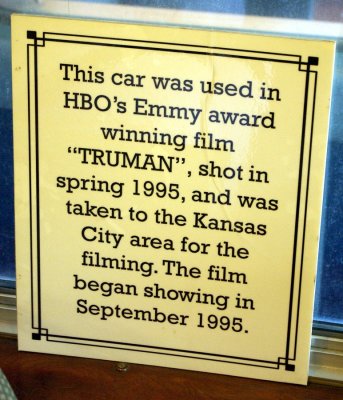 This car was used in
HBO's Emmy award
winning film
“TRUMAN”, shot in
spring 1995, and was
taken to the Kansas
City area for the
filming. The film
began showing in
September 1995.